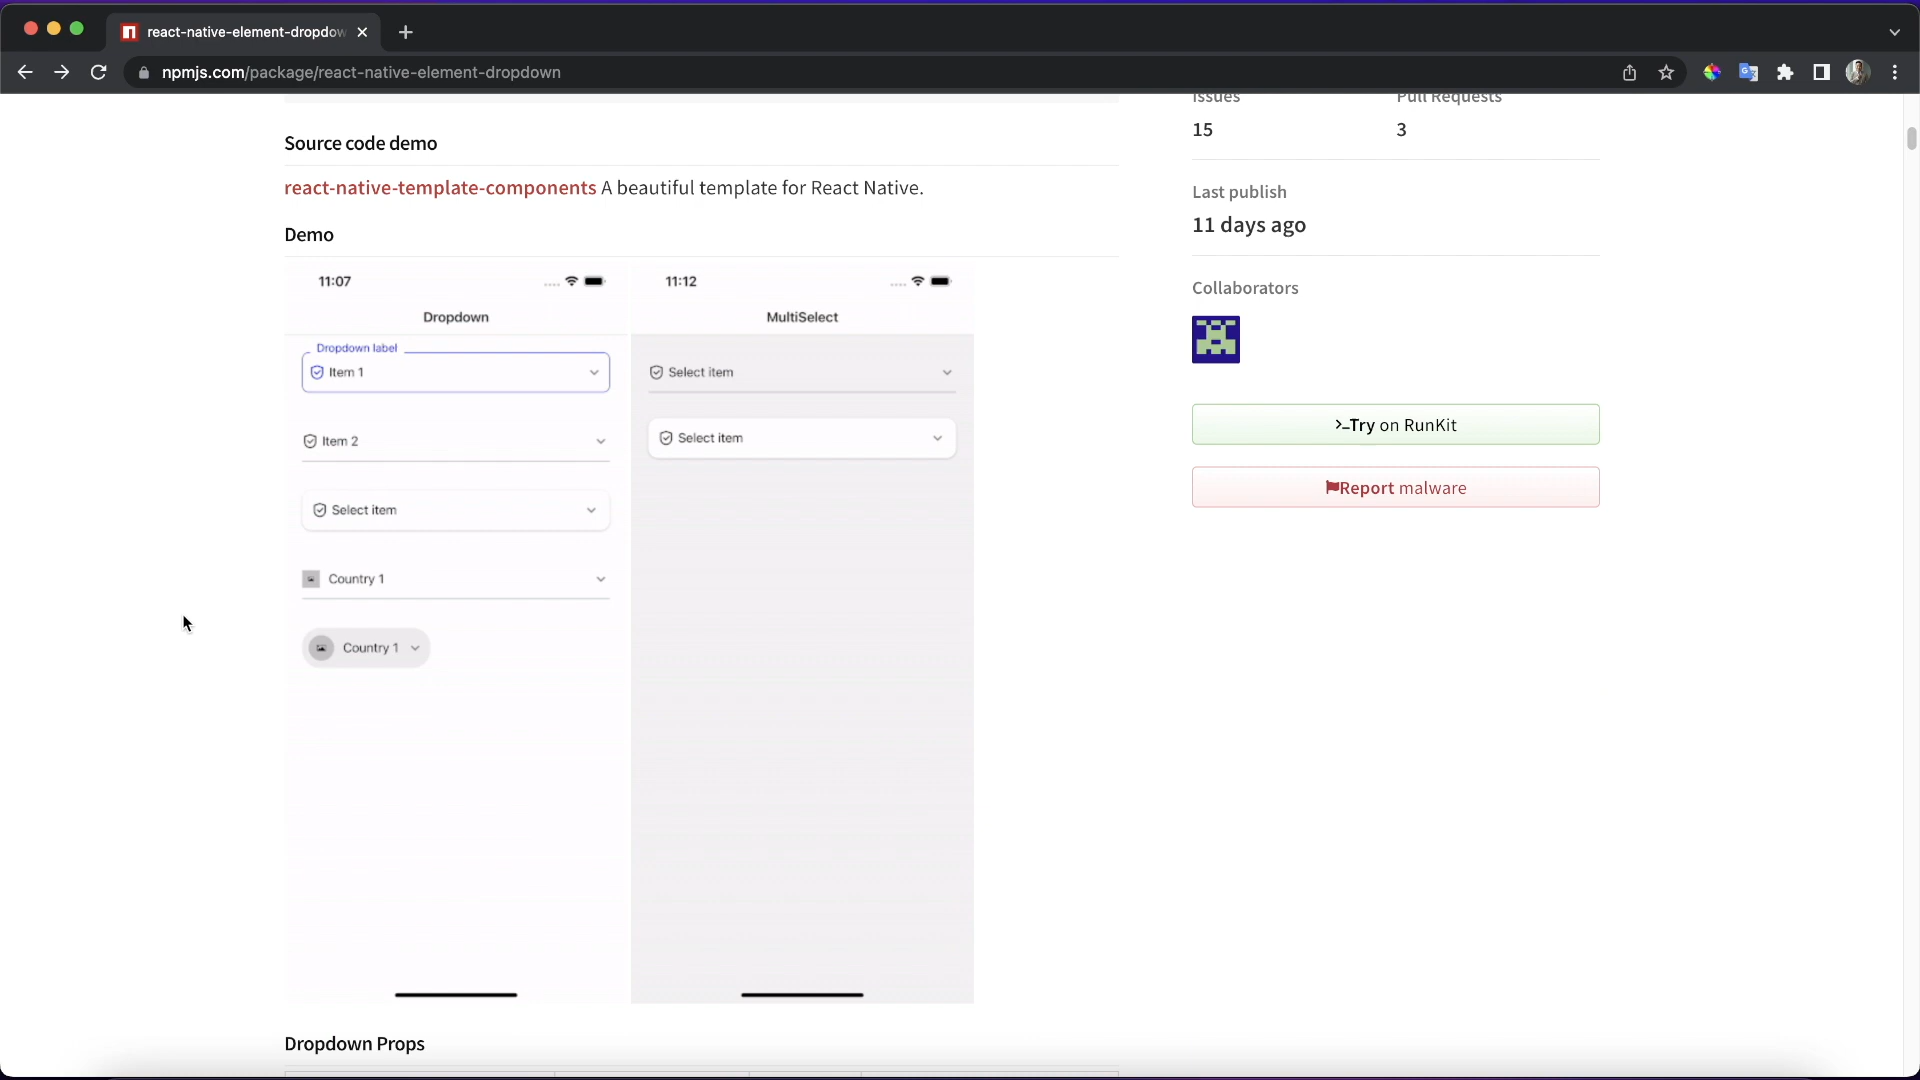 react-native-element-dropdow
npmjs.com/package/react-native-element-dropdown
Issues
Pull Requests
15
3
Source code demo
react-native-template-components A beautiful template for React Native.
Last publish
11 days ago
Demo
Collaborators
11:07
Dropdown
Dropdown label
Item 1
Item 2
Select item
Country 1
Country 1
11:12
MultiSelect
Select item
Select item
>_Try on RunKit
Report malware
Dropdown Props